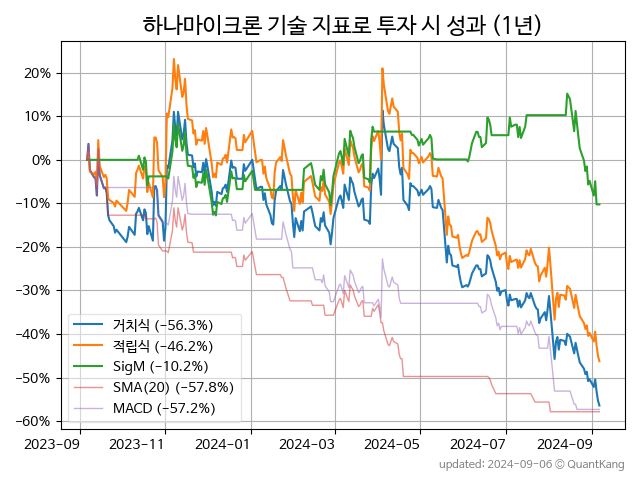 하나마이크론 기술 지표로 투자 시 성과 (1년)
20%
10%
0%
−10%
−20%
−30%
−40%
−50%
−60%
거치식 (−56.3%)
적립식 (−46.2%)
SigM (−10.2%)
SMA(20) (−57.8%)
MACD (−57.2%)
2023-09 2023-11 2024-01 2024-03 2024-05 2024-07 2024-09
updated: 2024-09-06 © QuantKang